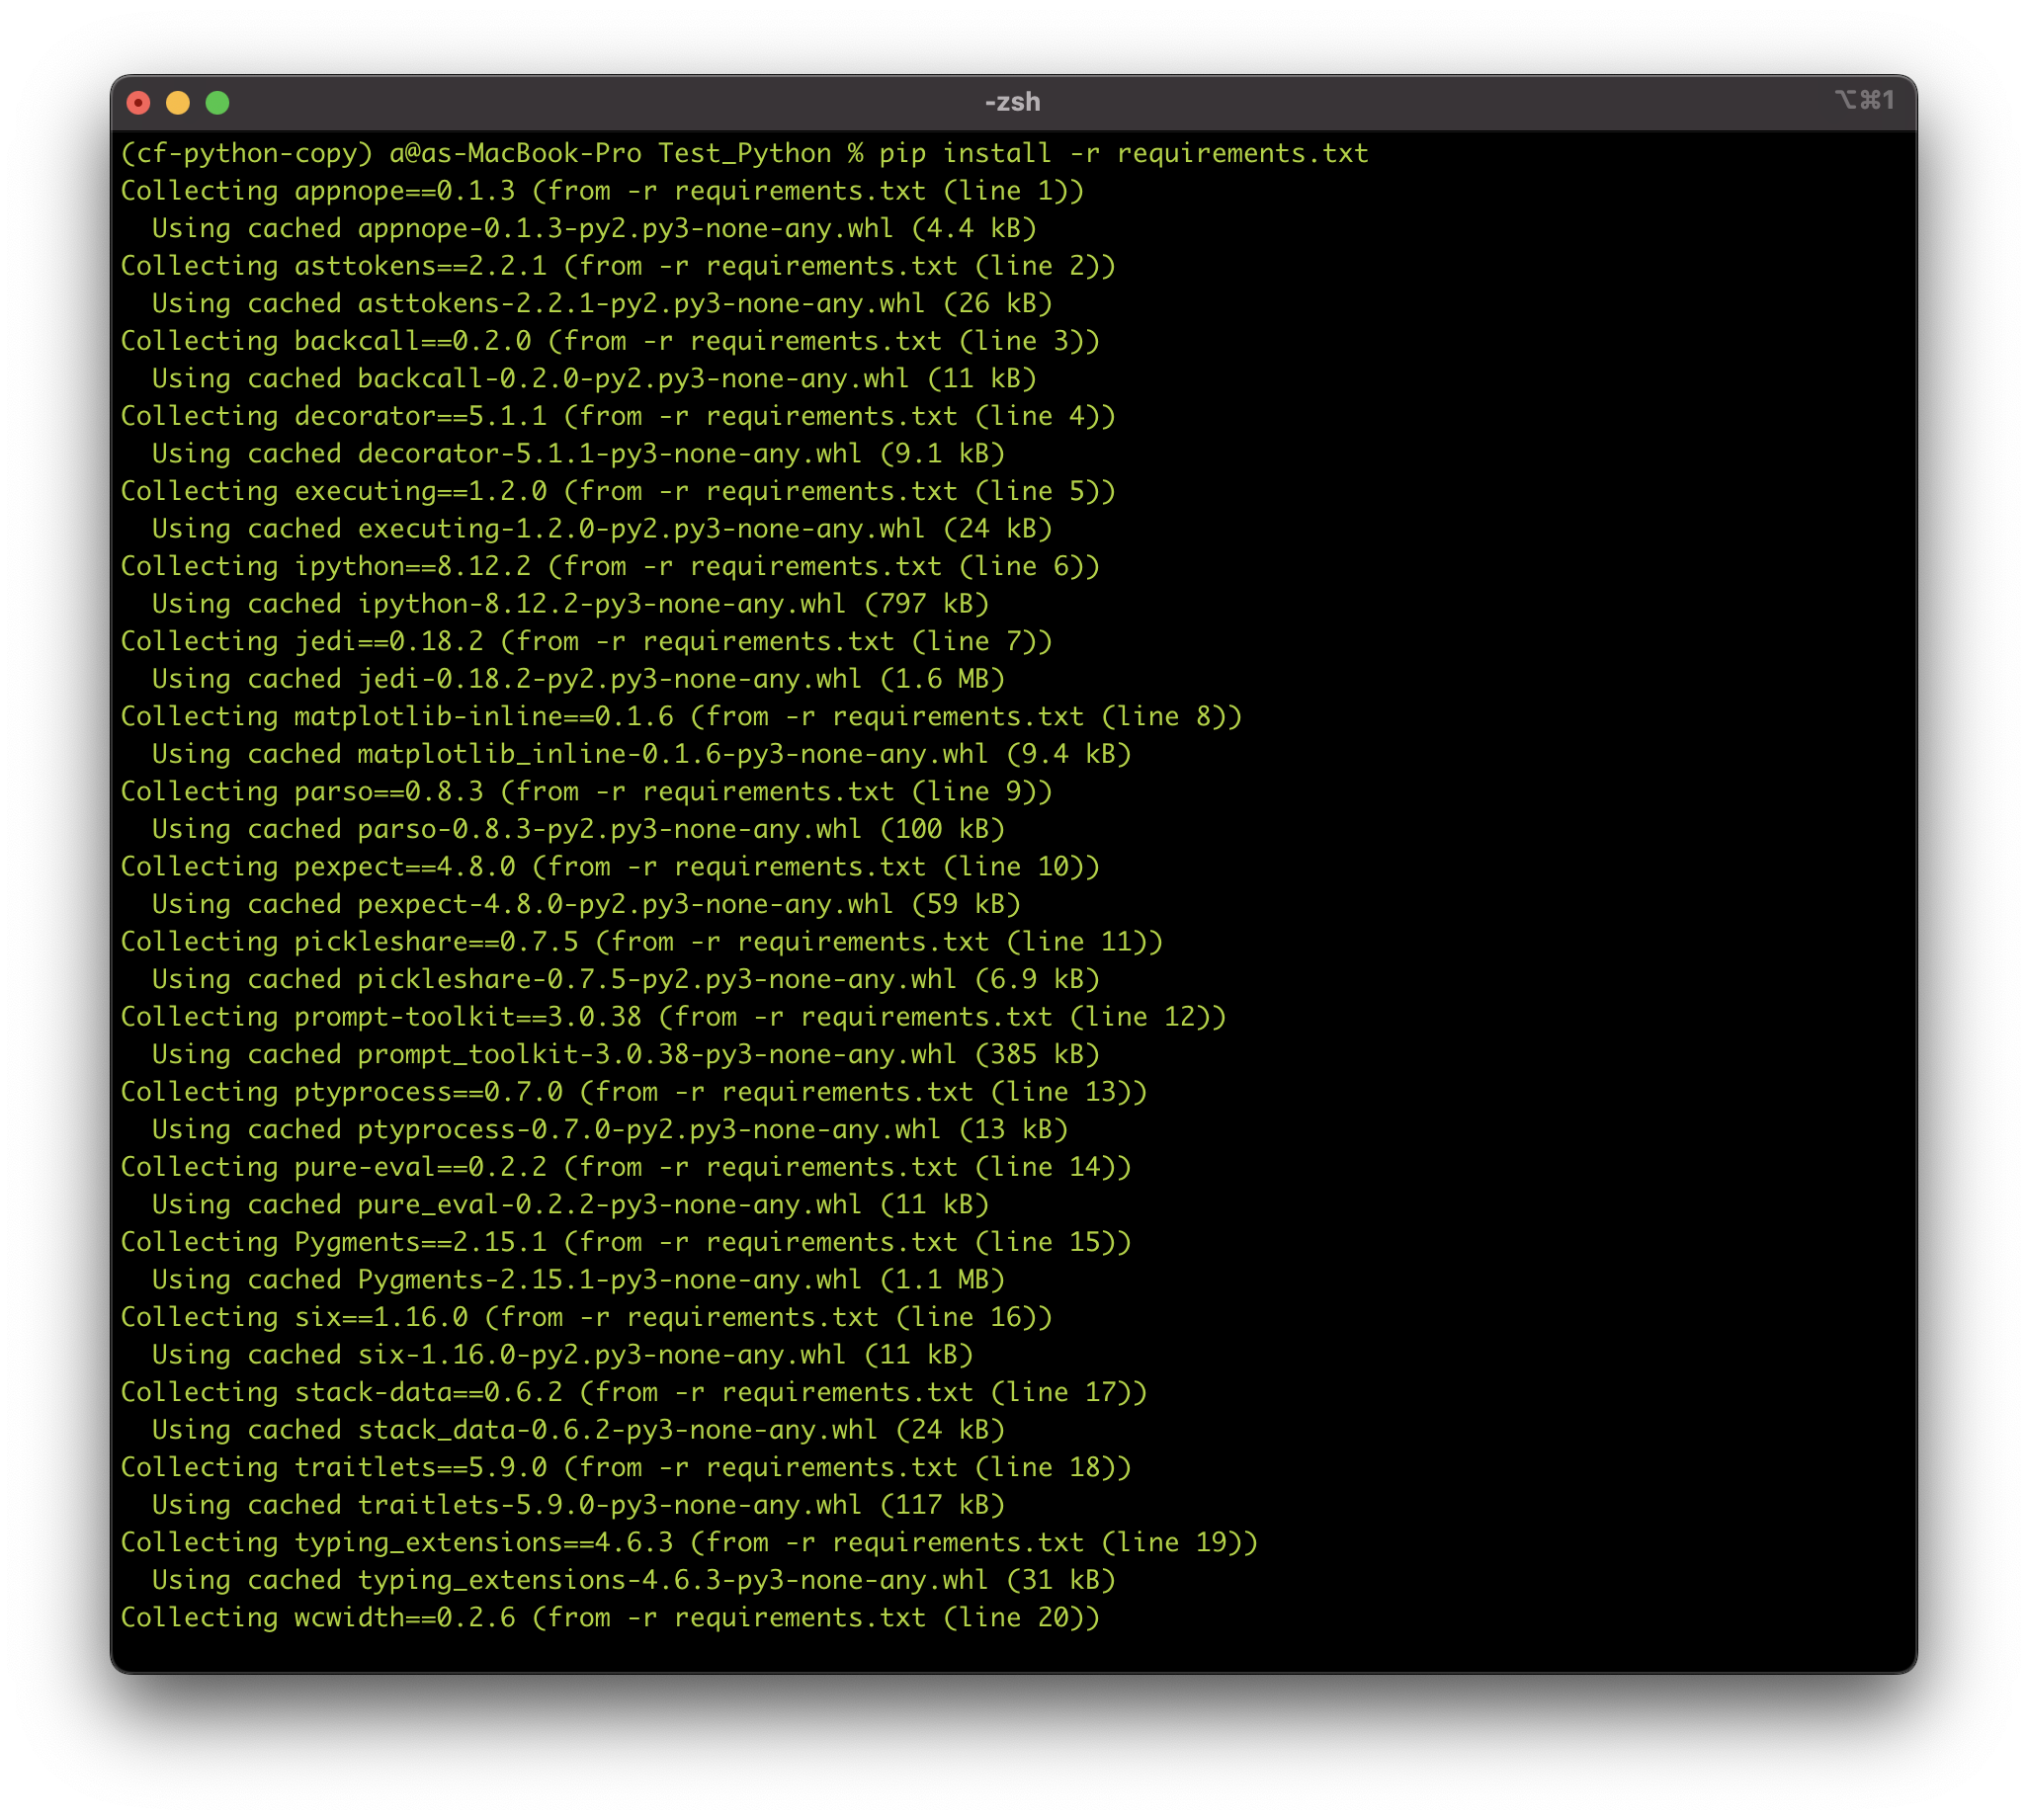 -zsh
⌥⌘1
(cf-python-copy) a@as-MacBook-Pro Test_Python % pip install -r requirements.txt
Collecting appnope==0.1.3 (from -r requirements.txt (line 1))
  Using cached appnope-0.1.3-py2.py3-none-any.whl (4.4 kB)
Collecting asttokens==2.2.1 (from -r requirements.txt (line 2))
  Using cached asttokens-2.2.1-py2.py3-none-any.whl (26 kB)
Collecting backcall==0.2.0 (from -r requirements.txt (line 3))
  Using cached backcall-0.2.0-py2.py3-none-any.whl (11 kB)
Collecting decorator==5.1.1 (from -r requirements.txt (line 4))
  Using cached decorator-5.1.1-py3-none-any.whl (9.1 kB)
Collecting executing==1.2.0 (from -r requirements.txt (line 5))
  Using cached executing-1.2.0-py2.py3-none-any.whl (24 kB)
Collecting ipython==8.12.2 (from -r requirements.txt (line 6))
  Using cached ipython-8.12.2-py3-none-any.whl (797 kB)
Collecting jedi==0.18.2 (from -r requirements.txt (line 7))
  Using cached jedi-0.18.2-py2.py3-none-any.whl (1.6 MB)
Collecting matplotlib-inline==0.1.6 (from -r requirements.txt (line 8))
  Using cached matplotlib_inline-0.1.6-py3-none-any.whl (9.4 kB)
Collecting parso==0.8.3 (from -r requirements.txt (line 9))
  Using cached parso-0.8.3-py2.py3-none-any.whl (100 kB)
Collecting pexpect==4.8.0 (from -r requirements.txt (line 10))
  Using cached pexpect-4.8.0-py2.py3-none-any.whl (59 kB)
Collecting pickleshare==0.7.5 (from -r requirements.txt (line 11))
  Using cached pickleshare-0.7.5-py2.py3-none-any.whl (6.9 kB)
Collecting prompt-toolkit==3.0.38 (from -r requirements.txt (line 12))
  Using cached prompt_toolkit-3.0.38-py3-none-any.whl (385 kB)
Collecting ptyprocess==0.7.0 (from -r requirements.txt (line 13))
  Using cached ptyprocess-0.7.0-py2.py3-none-any.whl (13 kB)
Collecting pure-eval==0.2.2 (from -r requirements.txt (line 14))
  Using cached pure_eval-0.2.2-py3-none-any.whl (11 kB)
Collecting Pygments==2.15.1 (from -r requirements.txt (line 15))
  Using cached Pygments-2.15.1-py3-none-any.whl (1.1 MB)
Collecting six==1.16.0 (from -r requirements.txt (line 16))
  Using cached six-1.16.0-py2.py3-none-any.whl (11 kB)
Collecting stack-data==0.6.2 (from -r requirements.txt (line 17))
  Using cached stack_data-0.6.2-py3-none-any.whl (24 kB)
Collecting traitlets==5.9.0 (from -r requirements.txt (line 18))
  Using cached traitlets-5.9.0-py3-none-any.whl (117 kB)
Collecting typing_extensions==4.6.3 (from -r requirements.txt (line 19))
  Using cached typing_extensions-4.6.3-py3-none-any.whl (31 kB)
Collecting wcwidth==0.2.6 (from -r requirements.txt (line 20))